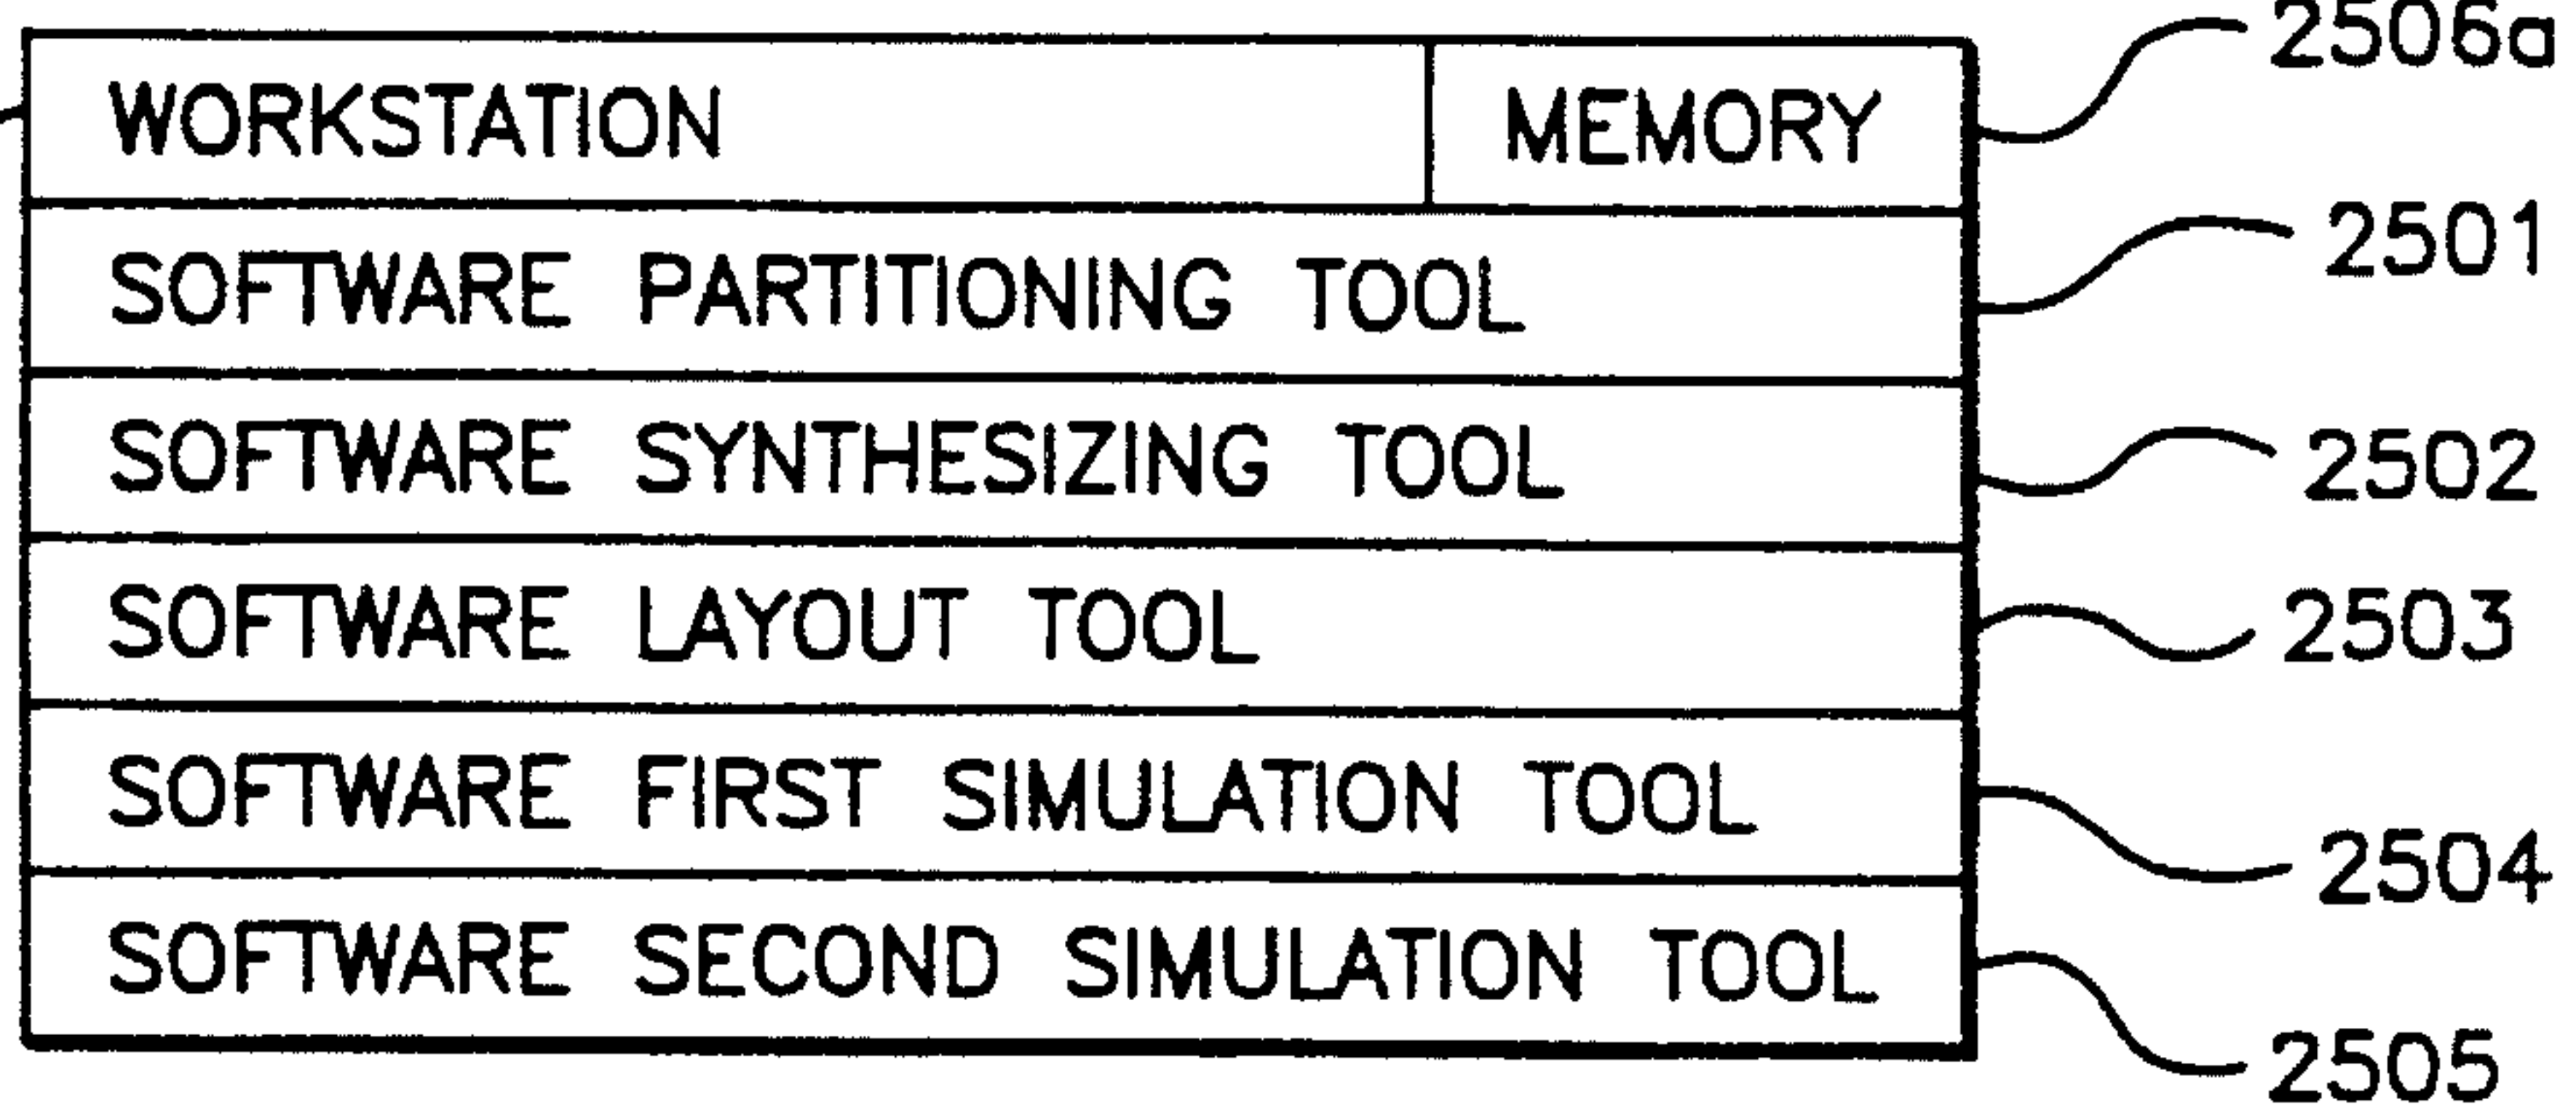 WORKSTATION MEMORY 2506a
SOFTWARE PARTITIONING TOOL 2501
SOFTWARE SYNTHESIZING TOOL 2502
SOFTWARE LAYOUT TOOL 2503
SOFTWARE FIRST SIMULATION TOOL 2504
SOFTWARE SECOND SIMULATION TOOL 2505